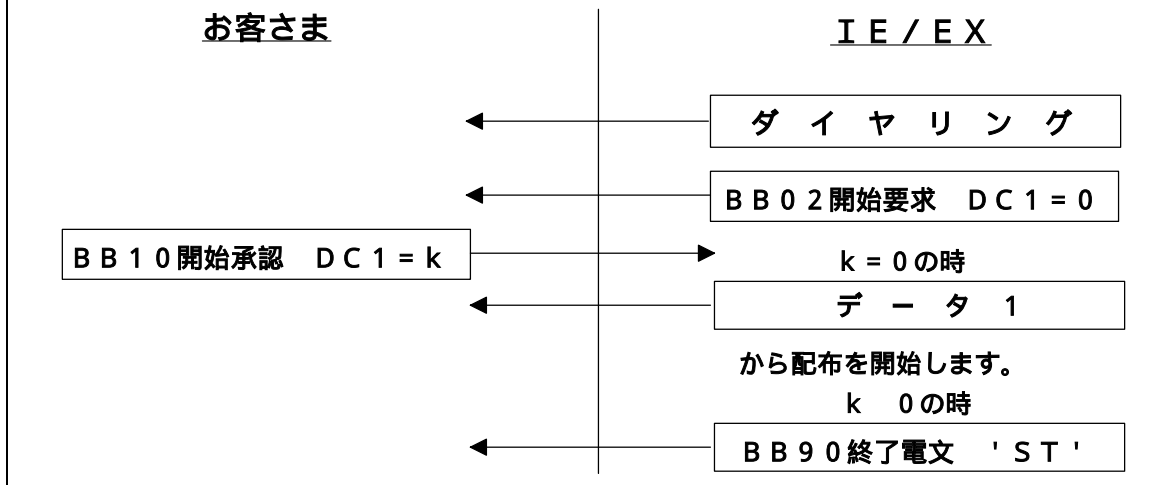 お客さま
ＩＥ/ＥＸ
ダイヤリング
ＢＢ０２開始要求　ＤＣ１=０
ＢＢ１０開始承認　ＤＣ１=ｋ
ｋ=０の時
データ１
から配布を開始します。
ｋ　０の時
ＢＢ９０終了電文　'ＳＴ'